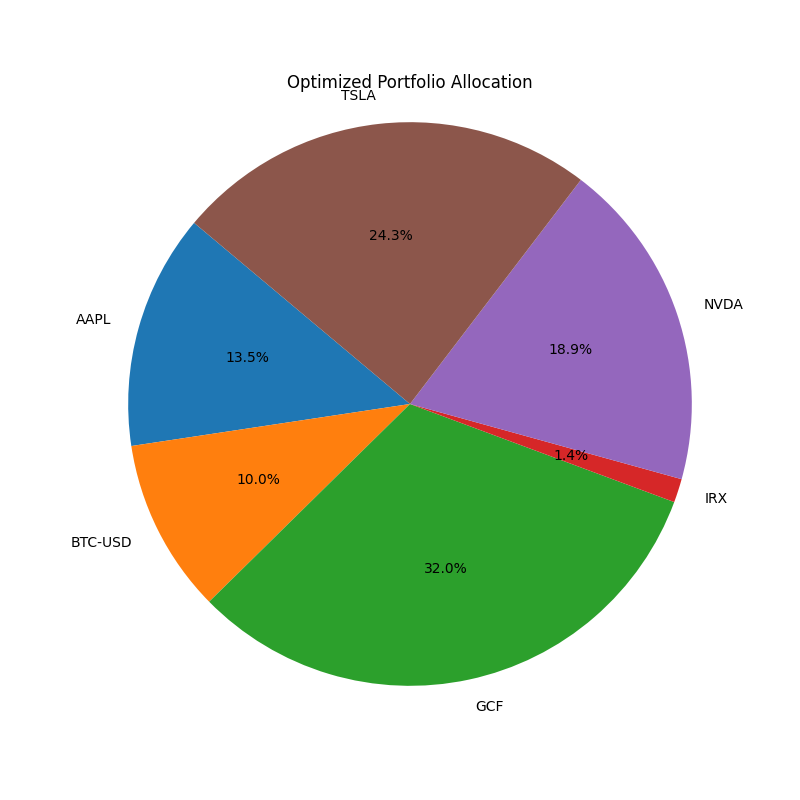 Optimized Portfolio Allocation
TSLA
24.3%
NVDA
18.9%
AAPL
13.5%
1.4%
IRX
10.0%
BTC-USD
32.0%
GCF